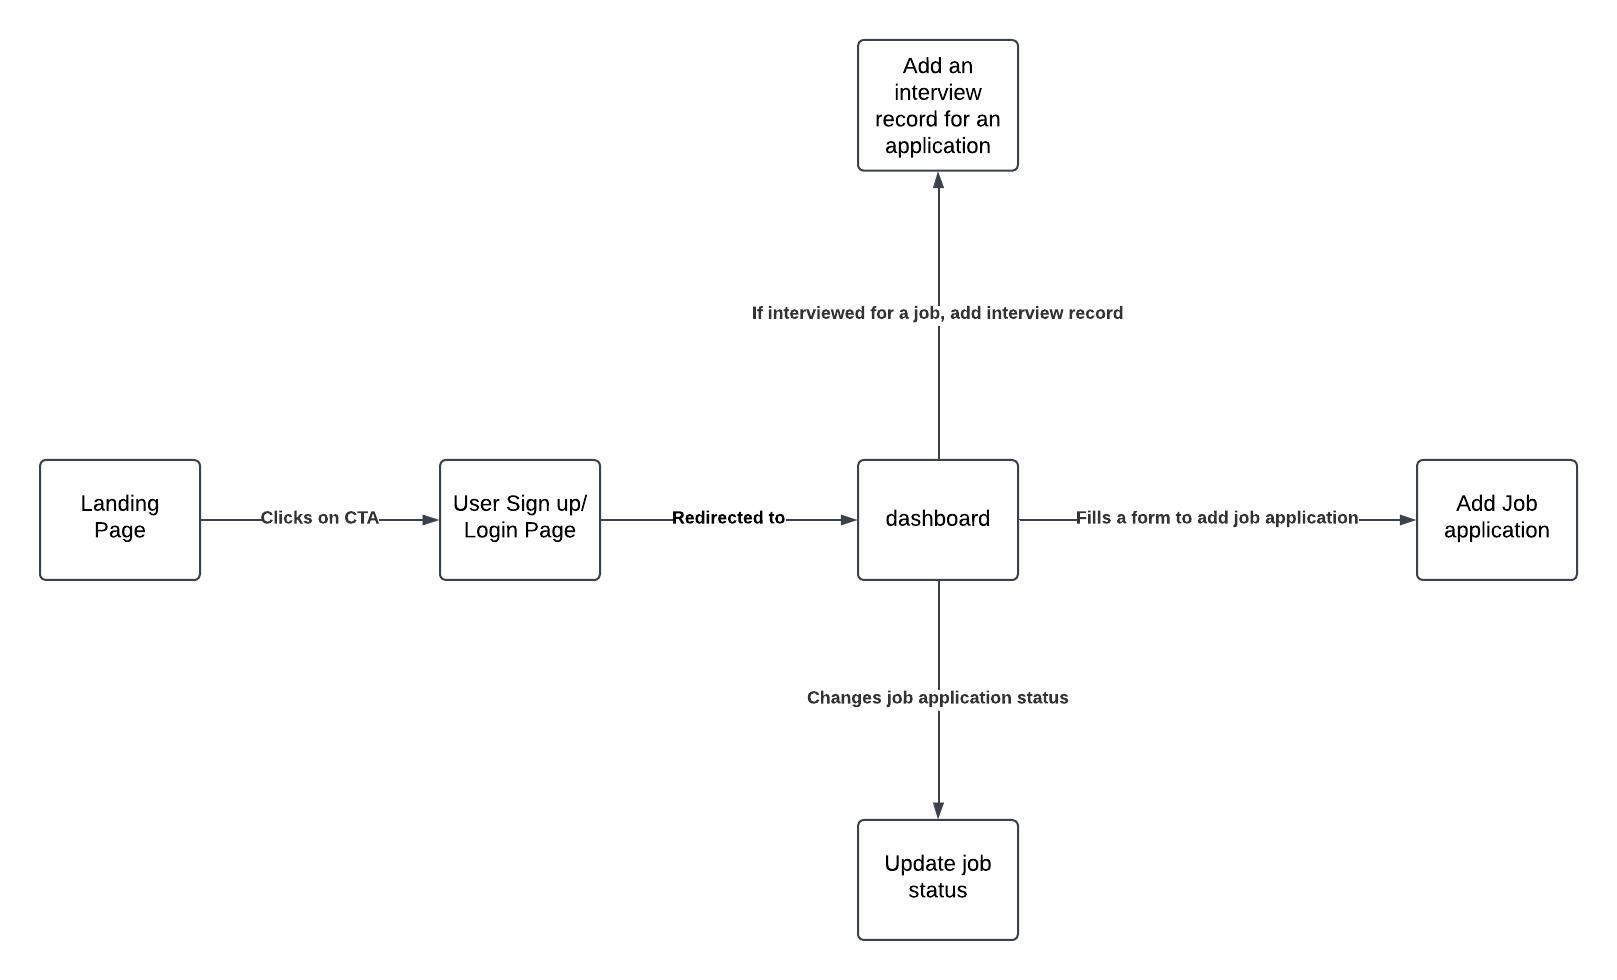 Add an
interview
record for an
application
If interviewed for a job, add interview record
Landing
Page
Clicks on CTA
User Sign up/
Login Page
Redirected to
dashboard
Fills a form to add job application
Add Job
application
Changes job application status
Update job
status